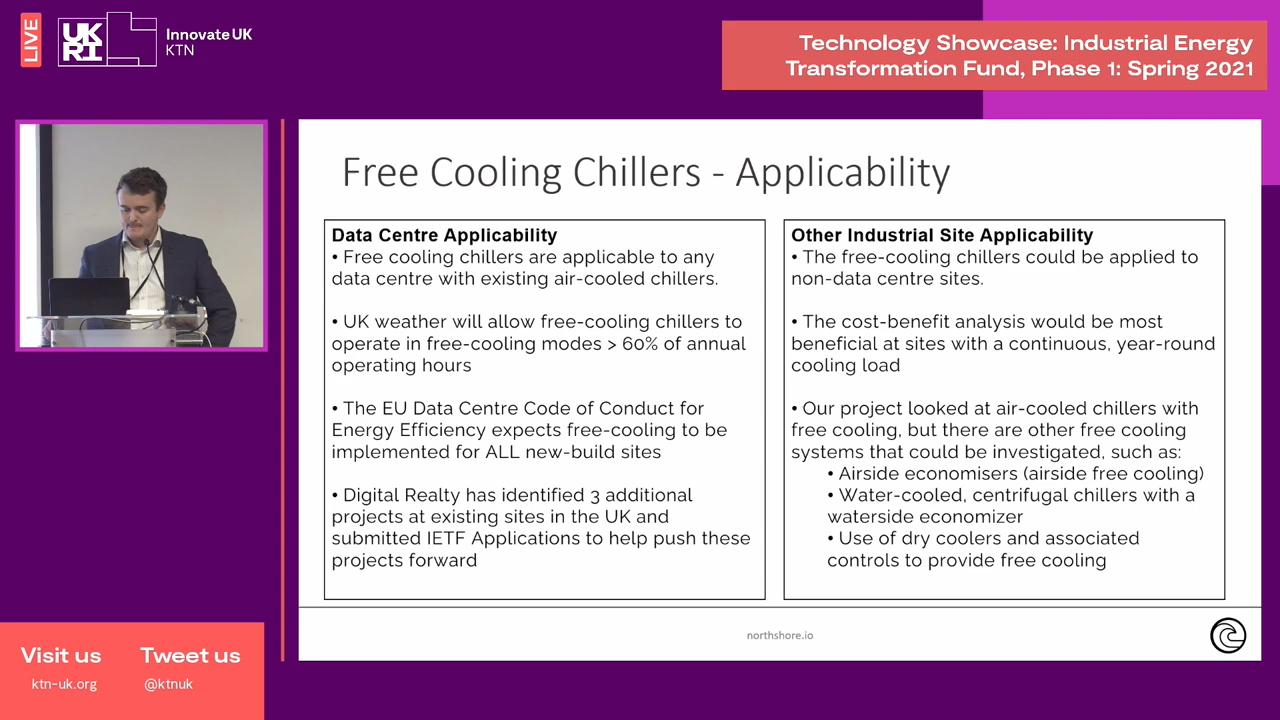 LIVE
UK
RI
Innovate UK
KTN
Technology Showcase: Industrial Energy
Transformation Fund, Phase 1: Spring 2021
Free Cooling Chillers - Applicability
Data Centre Applicability
• Free cooling chillers are applicable to any
data centre with existing air-cooled chillers.
• UK weather will allow free-cooling chillers to
operate in free-cooling modes > 60% of annual
operating hours
• The EU Data Centre Code of Conduct for
Energy Efficiency expects free-cooling to be
implemented for ALL new-build sites
• Digital Realty has identified 3 additional
projects at existing sites in the UK and
submitted IETF Applications to help push these
projects forward
Other Industrial Site Applicability
• The free-cooling chillers could be applied to
non-data centre sites.
• The cost-benefit analysis would be most
beneficial at sites with a continuous, year-round
cooling load
• Our project looked at air-cooled chillers with
free cooling, but there are other free cooling
systems that could be investigated, such as:
• Airside economisers (airside free cooling)
• Water-cooled, centrifugal chillers with a
waterside economizer
• Use of dry coolers and associated
controls to provide free cooling
northshore.io
Visit us
ktn-uk.org
Tweet us
@ktnuk